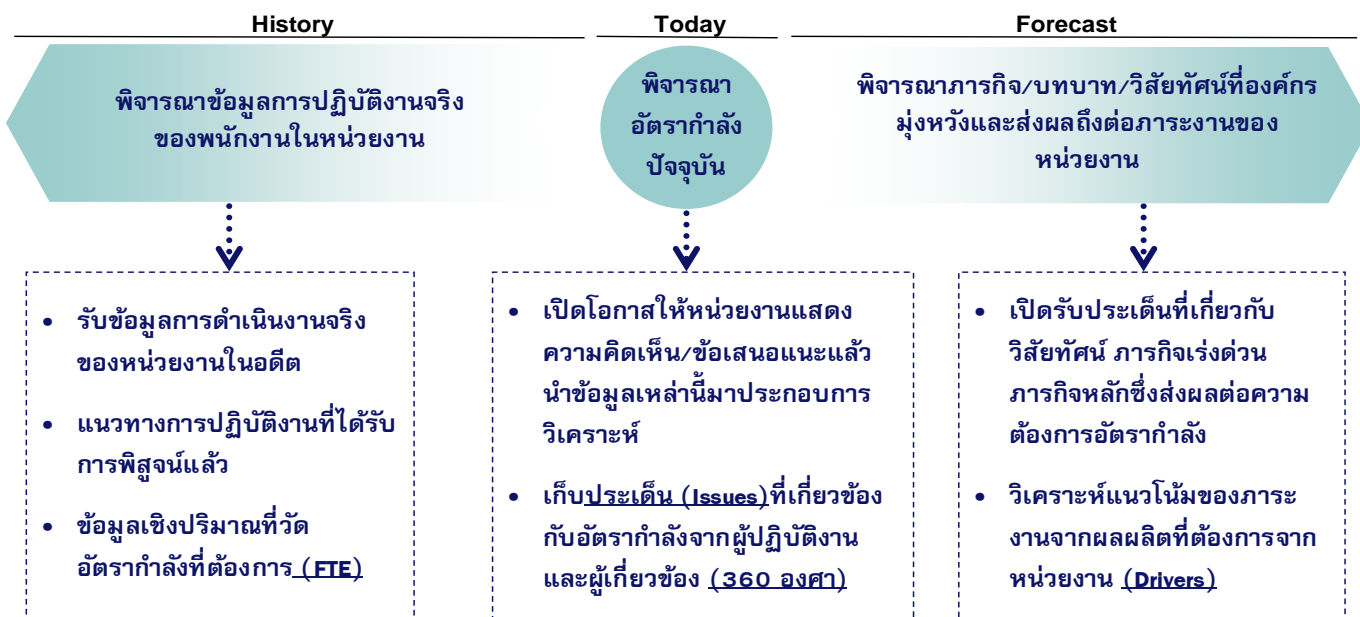 History
Today
Forecast
พิจารณาข้อมูลการปฏิบัติงานจริง
ของพนักงานในหน่วยงาน
พิจารณา
อัตรากำลัง
ปัจจุบัน
พิจารณาภารกิจ/บทบาท/วิสัยทัศน์ที่องค์กร
มุ่งหวังและส่งผลถึงต่อภาระงานของ
หน่วยงาน
• รับข้อมูลการดำเนินงานจริง
ของหน่วยงานในอดีต
• แนวทางการปฏิบัติงานที่ได้รับ
การพิสูจน์แล้ว
• ข้อมูลเชิงปริมาณที่วัด
อัตรากำลังที่ต้องการ (FTE)
• เปิดโอกาสให้หน่วยงานแสดง
ความคิดเห็น/ข้อเสนอแนะแล้ว
นำข้อมูลเหล่านี้มาประกอบการ
วิเคราะห์
• เก็บประเด็น (Issues)ที่เกี่ยวข้อง
กับอัตรากำลังจากผู้ปฏิบัติงาน
และผู้เกี่ยวข้อง (360 องศา)
• เปิดรับประเด็นที่เกี่ยวกับ
วิสัยทัศน์ ภารกิจเร่งด่วน
ภารกิจหลักซึ่งส่งผลต่อความ
ต้องการอัตรากำลัง
• วิเคราะห์แนวโน้มของภาระ
งานจากผลผลิตที่ต้องการจาก
หน่วยงาน (Drivers)